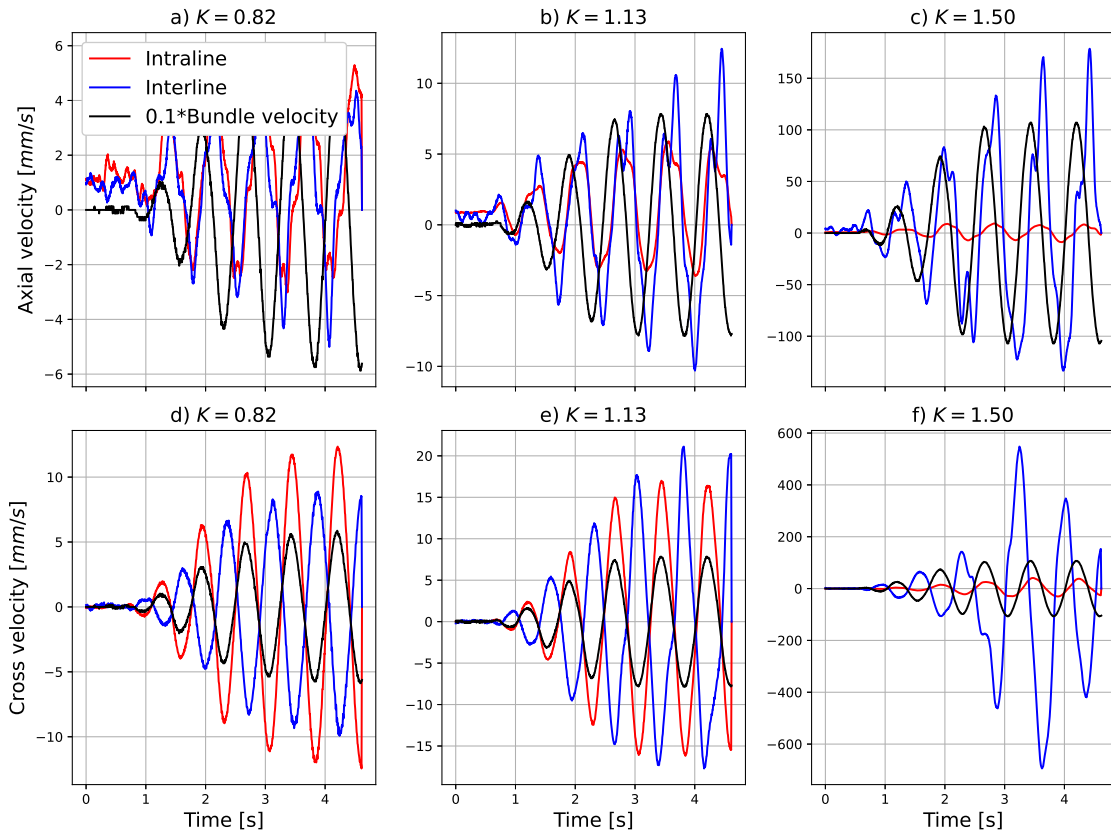 a) K = 0.82
b) K = 1.13
c) K = 1.50
Axial velocity [mm/s]
Intraline
Interline
0.1*Bundle velocity
6
4
2
0
−2
−4
−6
10
5
0
−5
−10
150
100
50
0
−50
−100
d) K = 0.82
e) K = 1.13
f) K = 1.50
Cross velocity [mm/s]
10
5
0
−5
−10
20
15
10
5
0
−5
−10
−15
600
400
200
0
−200
−400
−600
0 1 2 3 4
0 1 2 3 4
0 1 2 3 4
Time [s]
Time [s]
Time [s]